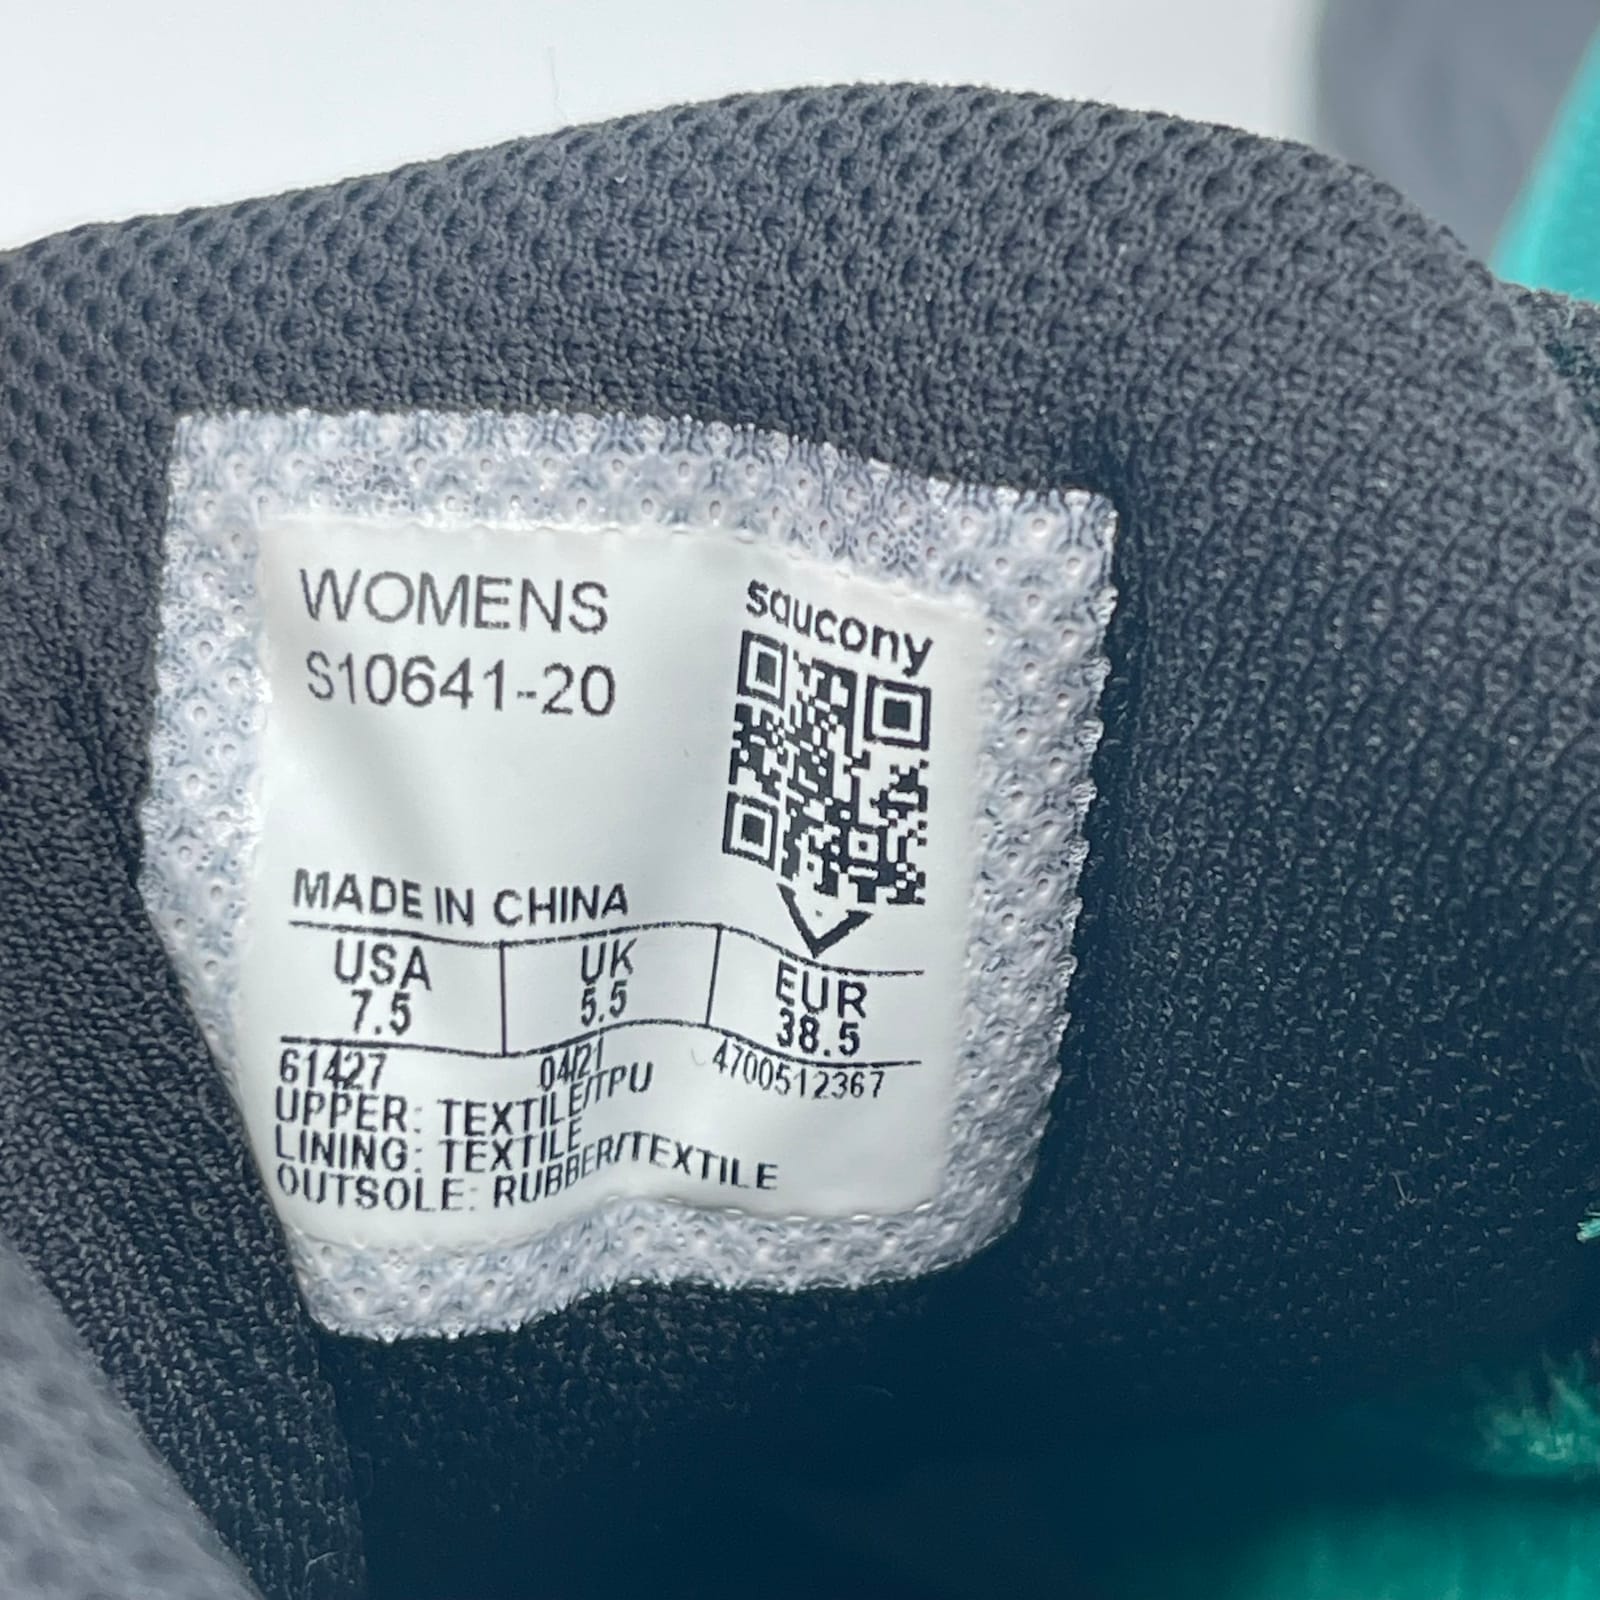 WOMENS
S10641-20
saucony
MADE IN CHINA
USA UK EUR
7.5 5.5 38.5
61427 04/21 4700512367
UPPER: TEXTILE/TPU
LINING: TEXTILE
OUTSOLE: RUBBER/TEXTILE